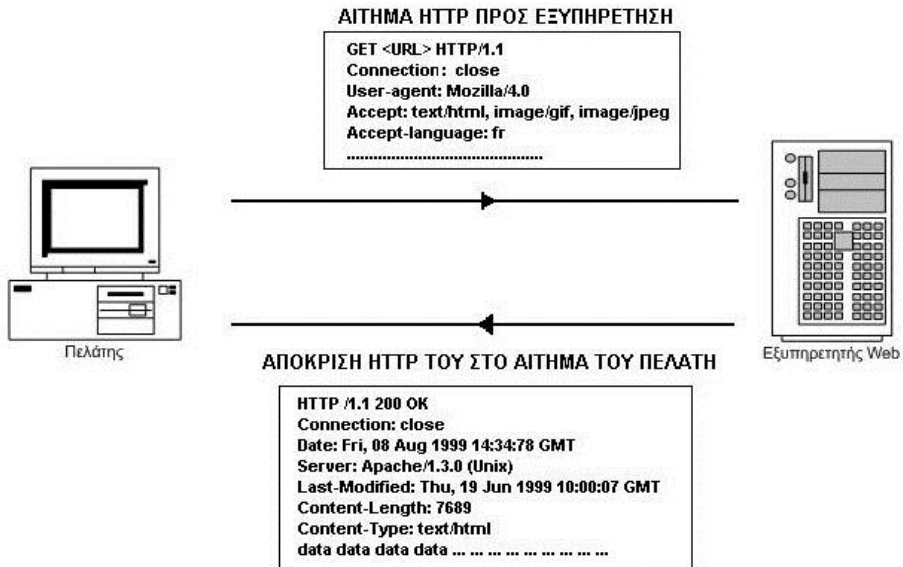 ΑΙΤΗΜΑ HTTP ΠΡΟΣ ΕΞΥΠΗΡΕΤΗΣΗ
GET <URL> HTTP/1.1
Connection: close
User-agent: Mozilla/4.0
Accept: text/html, image/gif, image/jpeg
Accept-language: fr
............................................
Πελάτης
Εξυπηρετητής Web
ΑΠΟΚΡΙΣΗ HTTP ΤΟΥ ΣΤΟ ΑΙΤΗΜΑ ΤΟΥ ΠΕΛΑΤΗ
HTTP /1.1 200 OK
Connection: close
Date: Fri, 08 Aug 1999 14:34:78 GMT
Server: Apache/1.3.0 (Unix)
Last-Modified: Thu, 19 Jun 1999 10:00:07 GMT
Content-Length: 7689
Content-Type: text/html
data data data data ... ... ... ... ... ... ... ... ...